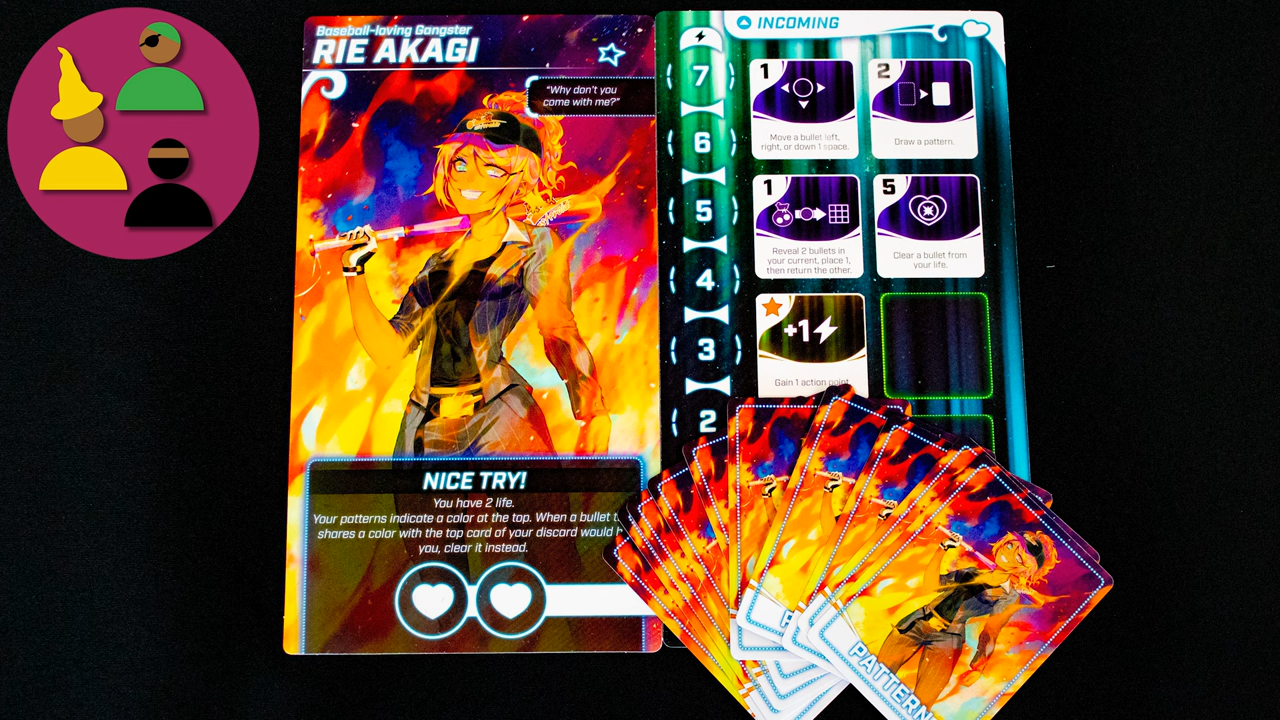 Baseball-loving Gangster
RIE AKAGI
"Why don't you
come with me?"
NICE TRY!
You have 2 life.
Your patterns indicate a color at the top. When a bullet
shares a color with the top card of your discard would
you, clear it instead.
INCOMING
7
6
5
4
3
2
1
Move a bullet left,
right, or down 1 space.
2
Draw a pattern.
1
Reveal 2 bullets in
your current, place 1,
then return the other.
5
Clear a bullet from
your life.
+1
Gain 1 action point
PATTERN